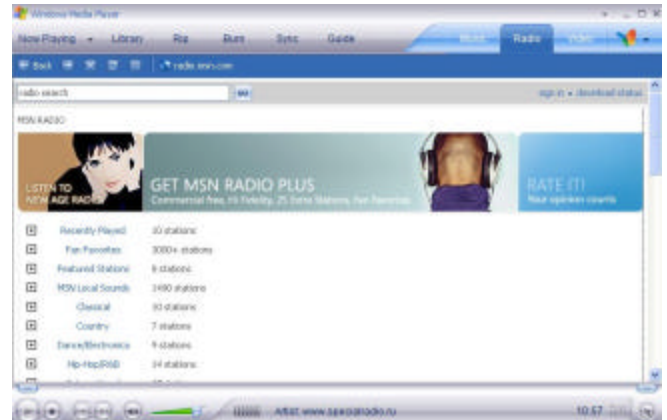 Windows Media Player
Now Playing Library Rip Burn Sync Guide Music Radio Video
Back radio.msn.com
radio search GO sign in • download status
MSN RADIO
LISTEN TO
NEW AGE RADIO
GET MSN RADIO PLUS
Commercial free, Hi Fidelity, 25 Extra Stations, Fan Favorites
RATE IT!
Your opinion counts
Recently Played 10 stations
Fan Favorites 3000+ stations
Featured Stations stations
MSN Local Sounds stations
Classical 10 stations
Country 7 stations
Dance/Electronica 9 stations
Hip-Hop/R&B 14 stations
Artist: www.specialradio.ru 10:57